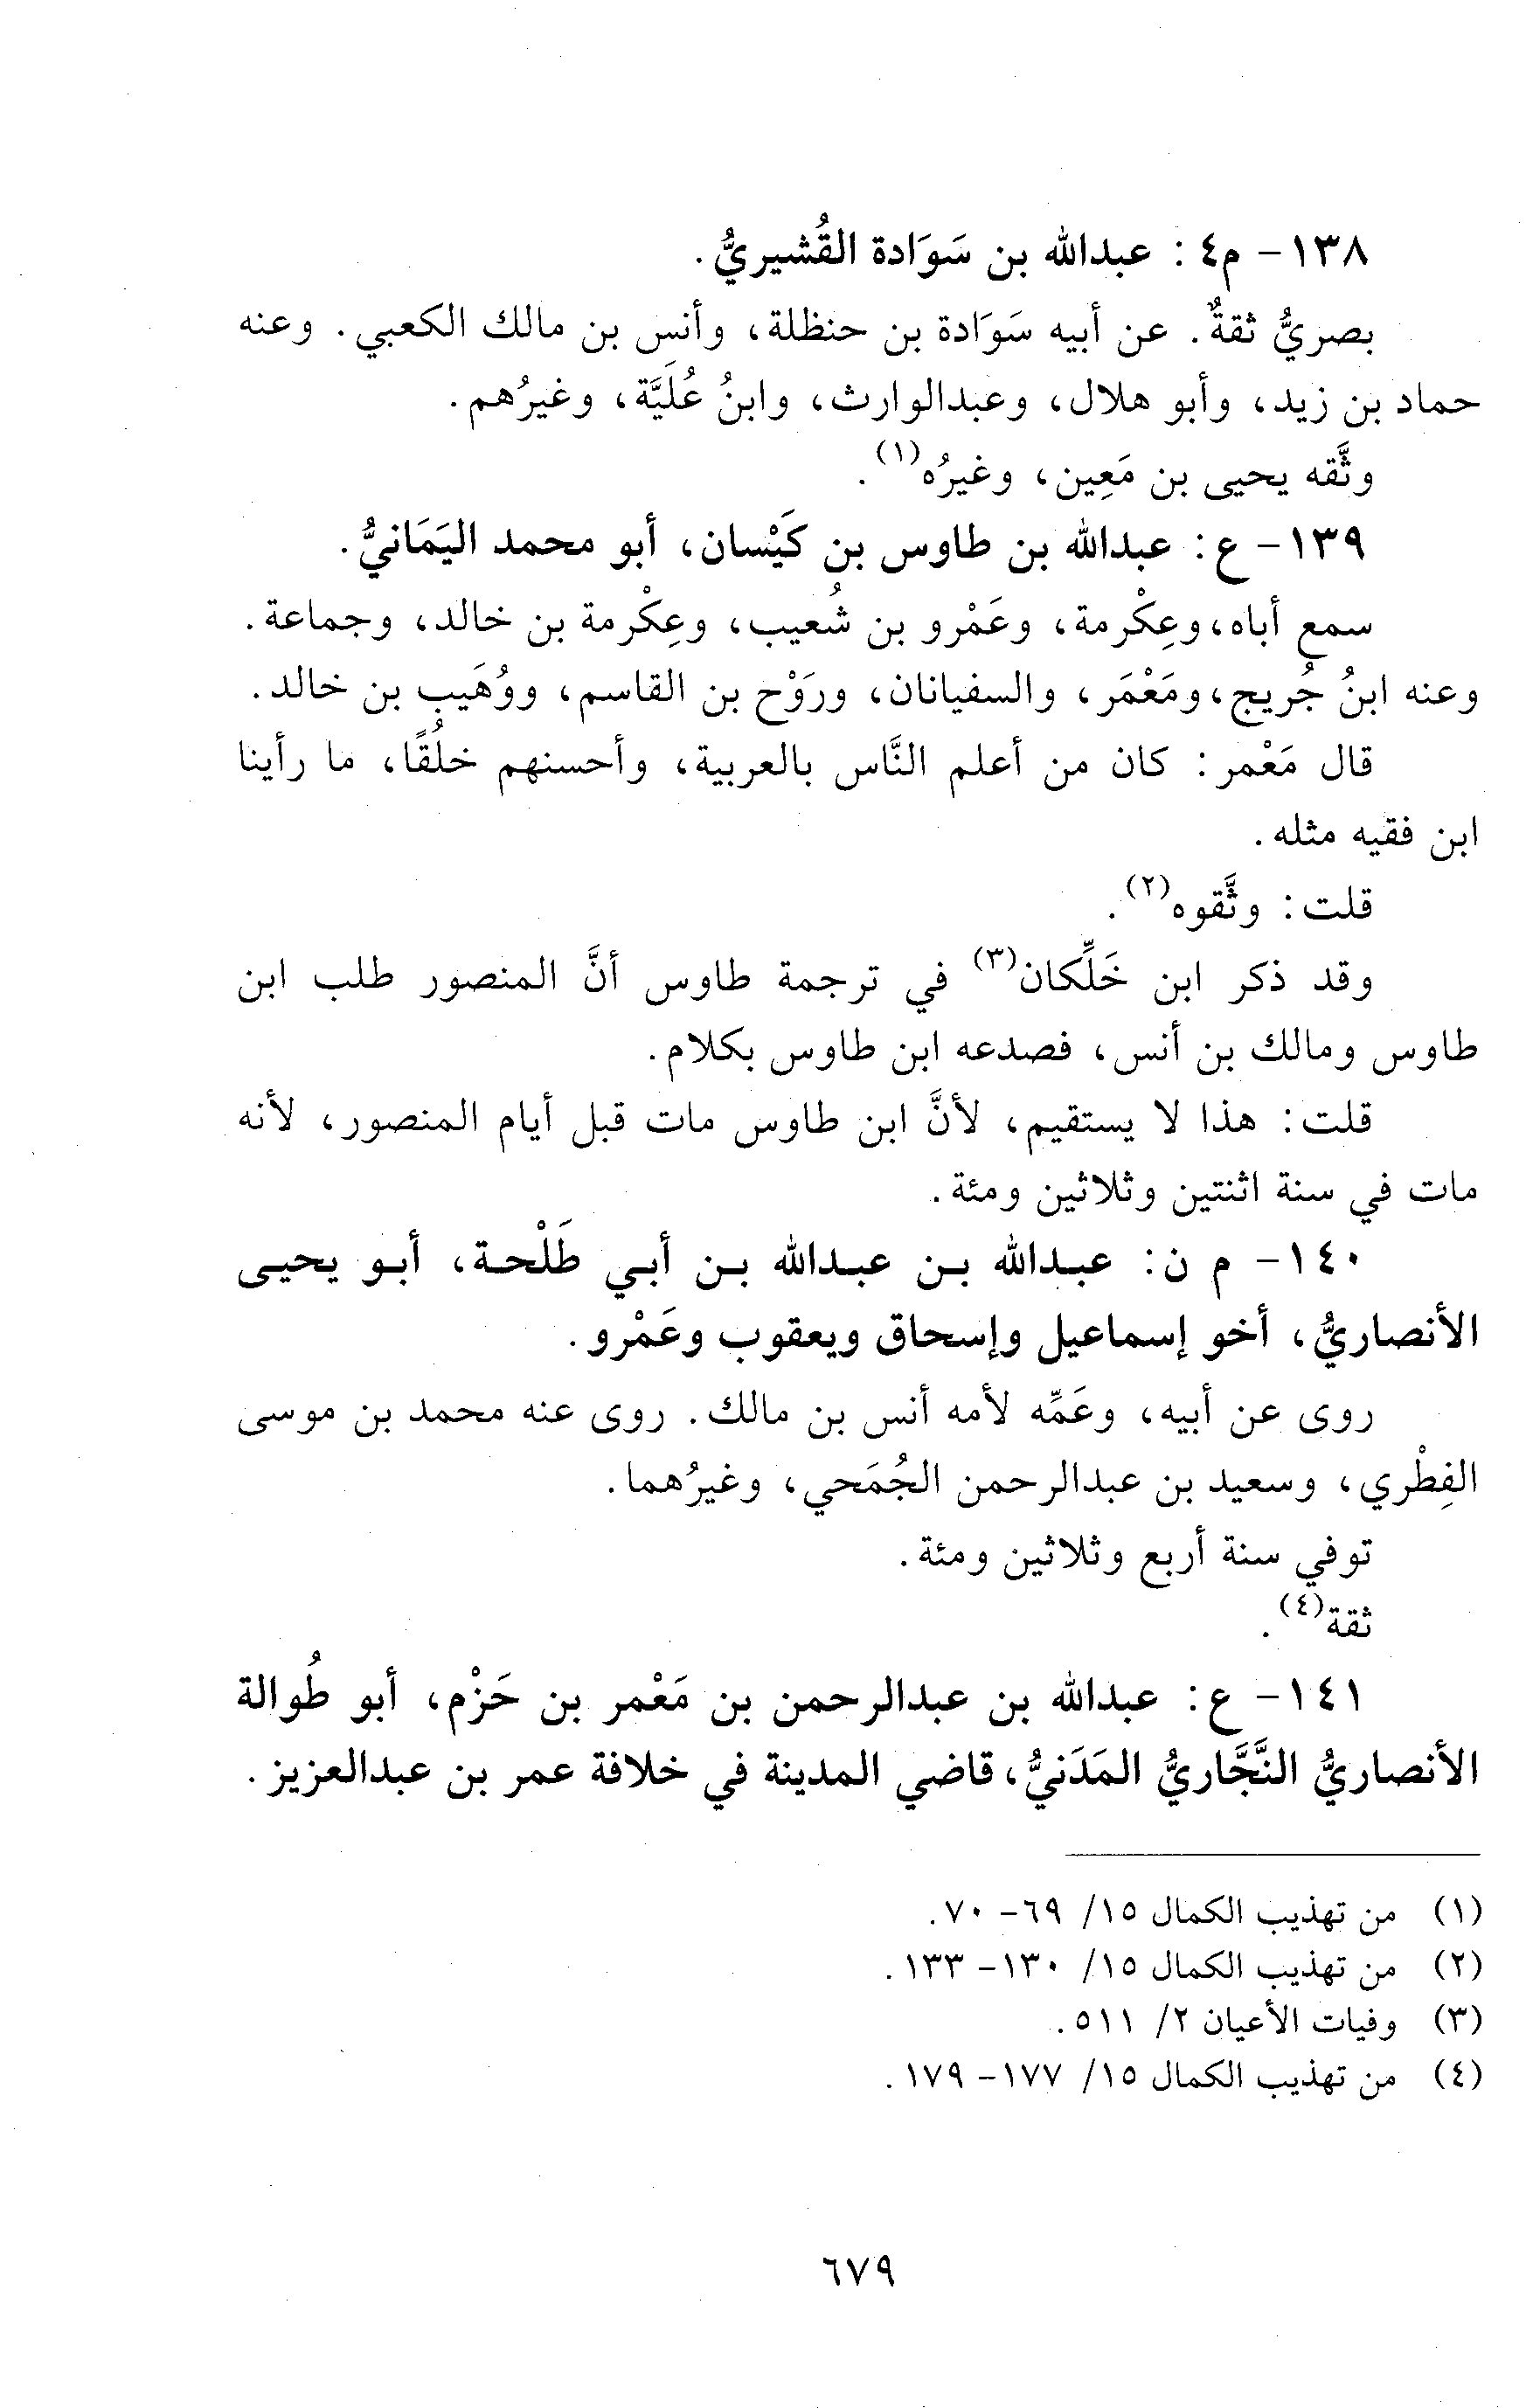 ١٣٨- م٤: عبدالله بن سَوَادة القُشيريُّ.
بصريُّ ثقةٌ. عن أبيه سَوَادة بن حنظلة، وأنس بن مالك الكعبي. وعنه
حماد بن زيد، وأبو هلال، وعبدالوارث، وابنُ عُلَيَّة، وغيرُهم.
وثَّقه يحيى بن مَعِين، وغيرُه(١).
١٣٩- ع: عبدالله بن طاوس بن كَيْسان، أبو محمد اليَمَانيُّ.
سمع أباه، وعِكْرمة، وعَمْرو بن شُعيب، وعِكْرمة بن خالد، وجماعة.
وعنه ابنُ جُريج، ومَعْمَر، والسفيانان، ورَوْح بن القاسم، ووُهَيب بن خالد.
قال مَعْمر: كان من أعلم النَّاس بالعربية، وأحسنهم خلُقًا، ما رأينا
ابن فقيه مثله.
قلت: وثَّقوه(٢).
وقد ذكر ابن خَلِّكان(٣) في ترجمة طاوس أنَّ المنصور طلب ابن
طاوس ومالك بن أنس، فصدعه ابن طاوس بكلام.
قلت: هذا لا يستقيم، لأنَّ ابن طاوس مات قبل أيام المنصور، لأنه
مات في سنة اثنتين وثلاثين ومئة.
١٤٠- م ن: عبدالله بن عبدالله بن أبي طَلْحة، أبو يحيى
الأنصاريُّ، أخو إسماعيل وإسحاق ويعقوب وعَمْرو.
روى عن أبيه، وعَمِّه لأمه أنس بن مالك. روى عنه محمد بن موسى
الفِطْري، وسعيد بن عبدالرحمن الجُمَحي، وغيرُهما.
توفي سنة أربع وثلاثين ومئة.
ثقة(٤).
١٤١- ع: عبدالله بن عبدالرحمن بن مَعْمر بن حَزْم، أبو طُوالة
الأنصاريُّ النَّجَّاريُّ المَدَنيُّ، قاضي المدينة في خلافة عمر بن عبدالعزيز.
(١) من تهذيب الكمال ١٥/ ٦٩- ٧٠.
(٢) من تهذيب الكمال ١٥/ ١٣٠- ١٣٣.
(٣) وفيات الأعيان ٢/ ٥١١.
(٤) من تهذيب الكمال ١٥/ ١٧٧- ١٧٩.
٦٧٩